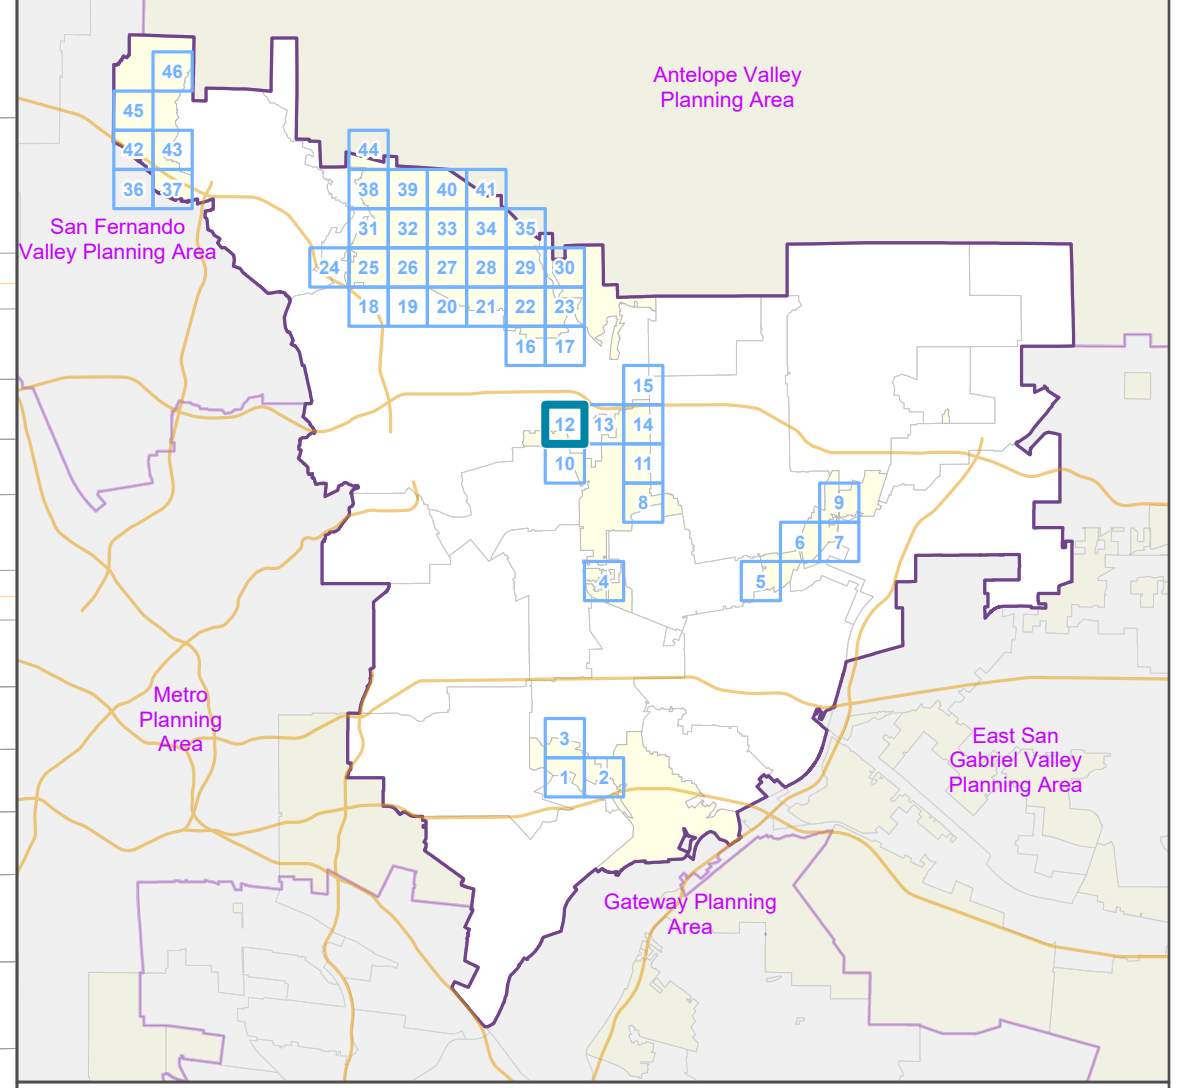 46
Antelope Valley
Planning Area
45
42 43
44
36 37
38 39 40 41
San Fernando
Valley Planning Area
31 32 33 34 35
24 25 26 27 28 29 30
18 19 20 21 22 23
16 17
15
12 13 14
10 11
8 9
6 7
4 5
Metro
Planning
Area
3
East San
Gabriel Valley
Planning Area
1 2
Gateway Planning
Area